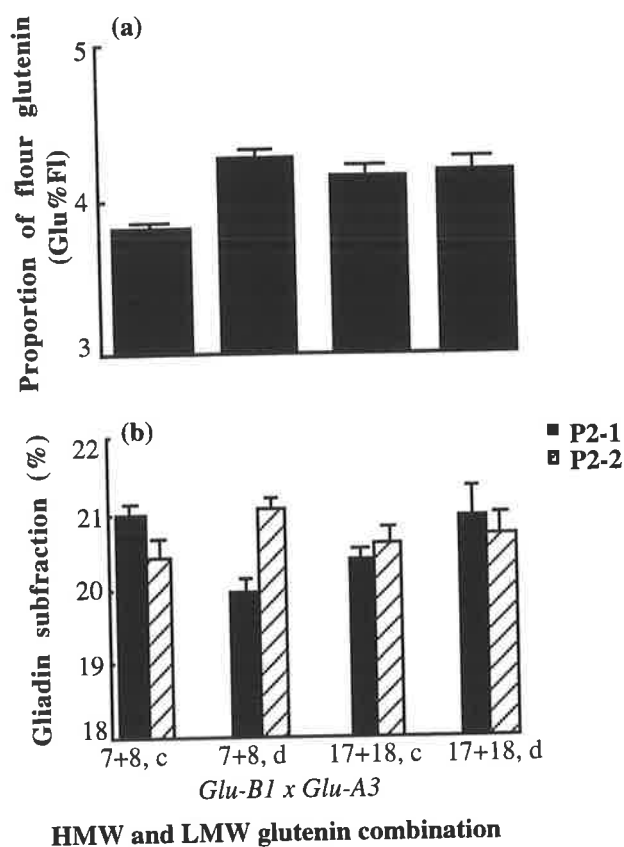 (a)
Proportion of flour glutenin
(Glu%Fl)
5
4
3
(b)
Gliadin subfraction (%)
22
21
20
19
18
P2-1
P2-2
7+8, c 7+8, d 17+18, c 17+18, d
Glu-B1 x Glu-A3
HMW and LMW glutenin combination